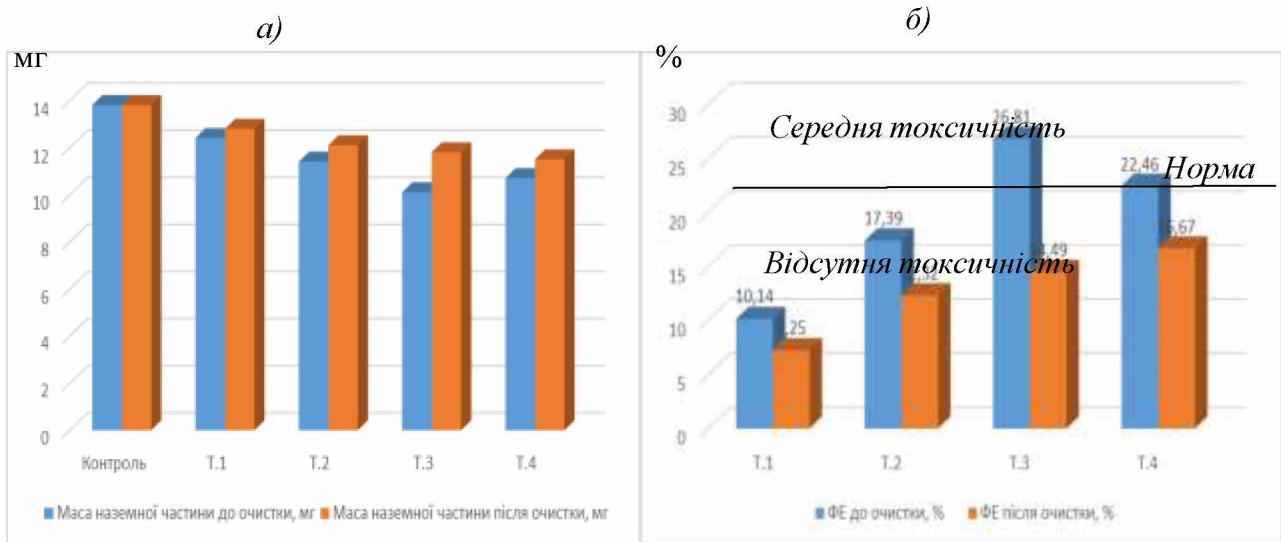 а)
б)
мг
14
12
10
8
6
4
2
0
Контроль Т.1 Т.2 Т.3 Т.4
Маса наземної частини до очистки, мг Маса наземної частини після очистки, мг
%
30
25
20
15
10
5
0
Середня токсичність
Норма
Відсутня токсичність
26,81
22,46
17,39
10,14
Т.1 Т.2 Т.3 Т.4
ФЕ до очистки, % ФЕ після очистки, %